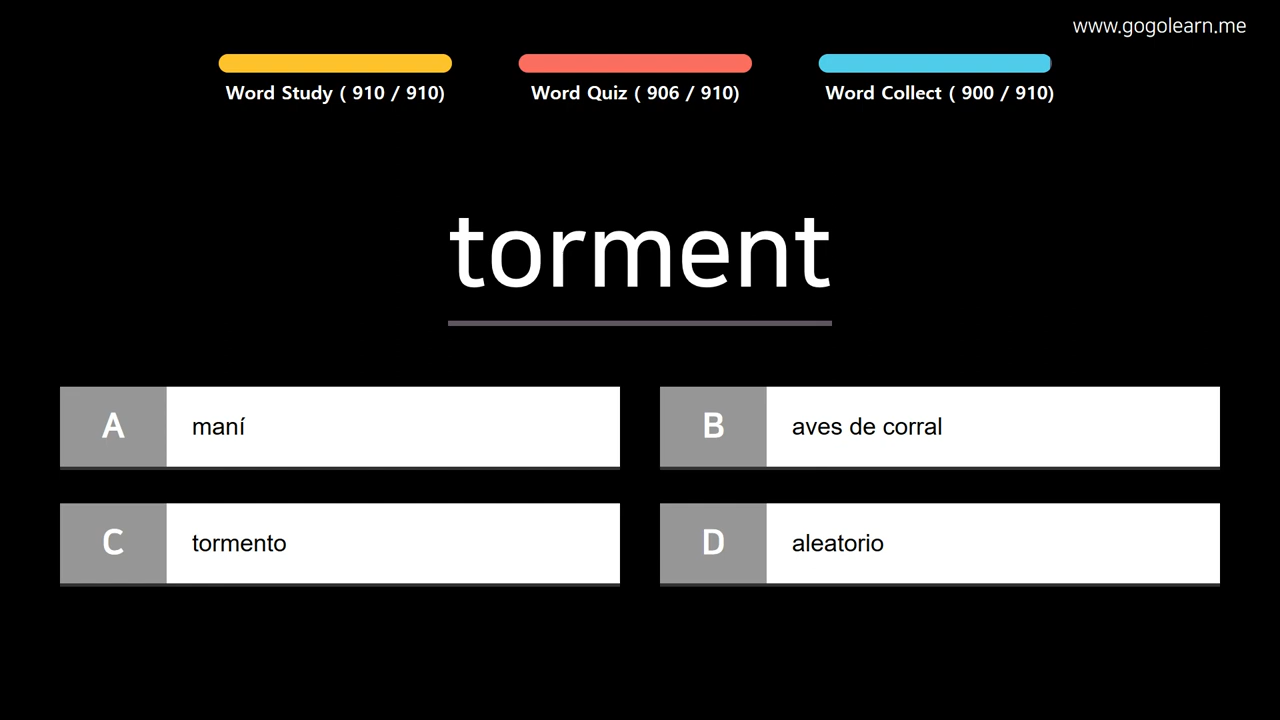 www.gogolearn.me
Word Study ( 910 / 910)
Word Quiz ( 906 / 910)
Word Collect ( 900 / 910)
torment
A maní
B aves de corral
C tormento
D aleatorio